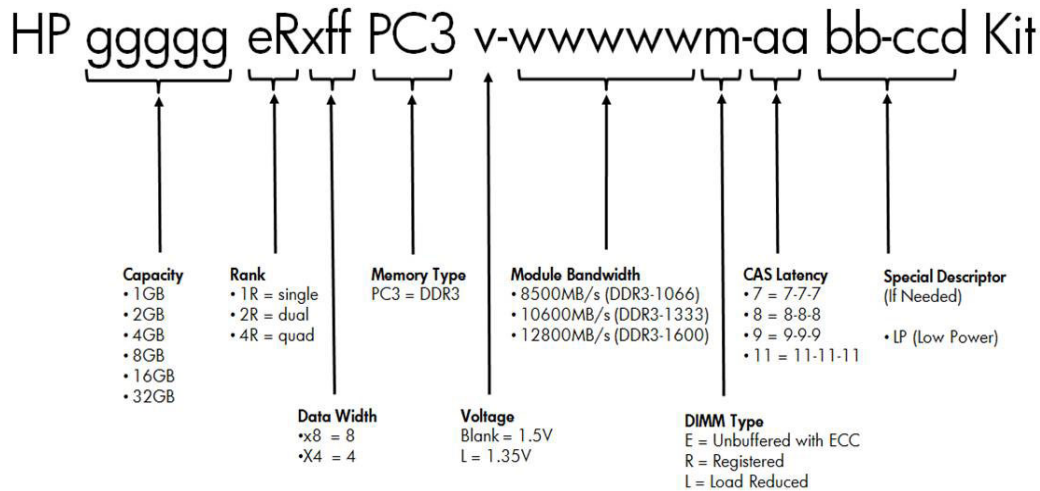 HP ggggg eRxff PC3 v-wwwwwm-aa bb-ccd Kit
Capacity
• 1GB
• 2GB
• 4GB
• 8GB
• 16GB
• 32GB
Rank
• 1R = single
• 2R = dual
• 4R = quad
Memory Type
PC3 = DDR3
Module Bandwidth
• 8500MB/s (DDR3-1066)
• 10600MB/s (DDR3-1333)
• 12800MB/s (DDR3-1600)
CAS Latency
• 7 = 7-7-7
• 8 = 8-8-8
• 9 = 9-9-9
• 11 = 11-11-11
Special Descriptor
(If Needed)
• LP (Low Power)
Data Width
•x8 = 8
•X4 = 4
Voltage
Blank = 1.5V
L = 1.35V
DIMM Type
E = Unbuffered with ECC
R = Registered
L = Load Reduced